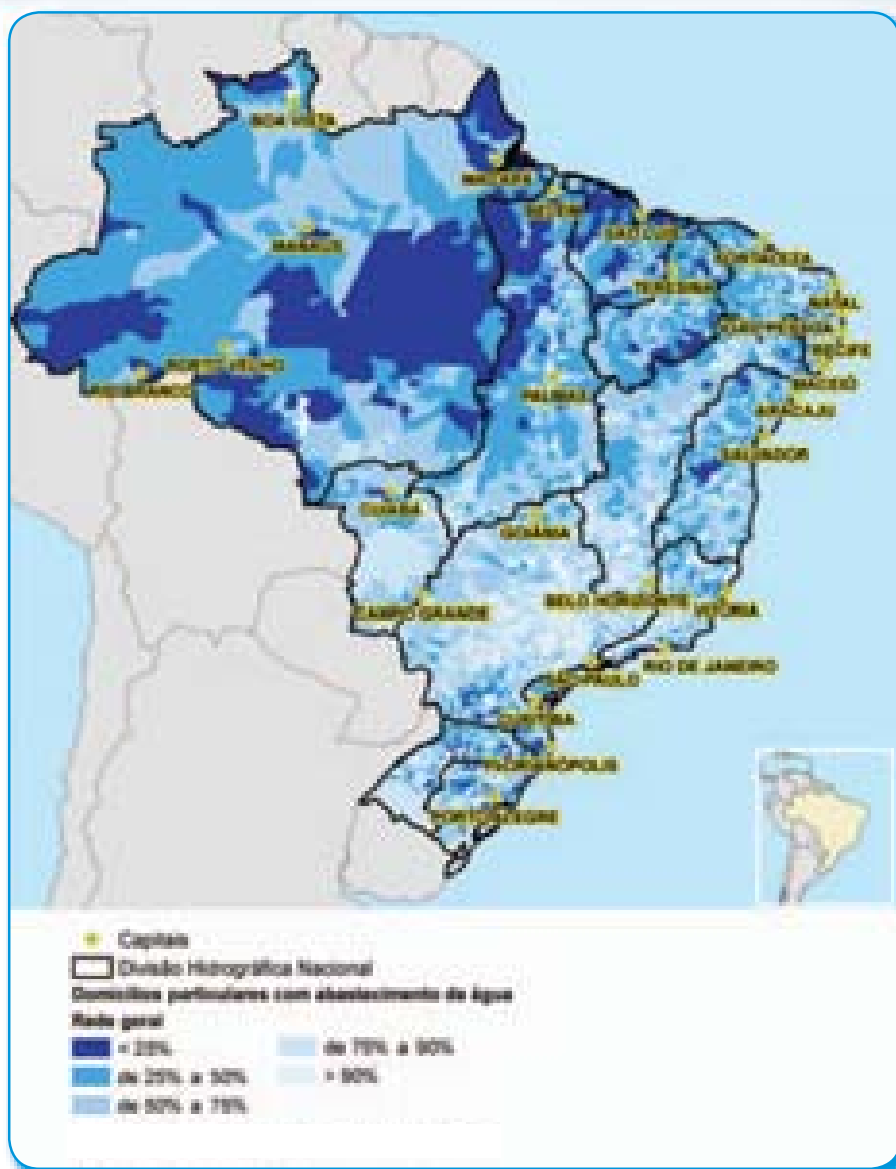 BOA VISTA
MACAPÁ
BELÉM
SÃO LUÍS
MANAUS
FORTALEZA
TERESINA
NATAL
JOÃO PESSOA
RECIFE
PORTO VELHO
RIO BRANCO
PALMAS
MACEIÓ
ARACAJU
SALVADOR
CUIABÁ
GOIÂNIA
CAMPO GRANDE
BELO HORIZONTE
VITÓRIA
RIO DE JANEIRO
SÃO PAULO
CURITIBA
FLORIANÓPOLIS
PORTO ALEGRE
Capitais
Divisão Hidrográfica Nacional
Domicílios particulares com abastecimento de água
Rede geral
< 25% de 75% a 90%
de 25% a 50% > 90%
de 50% a 75%